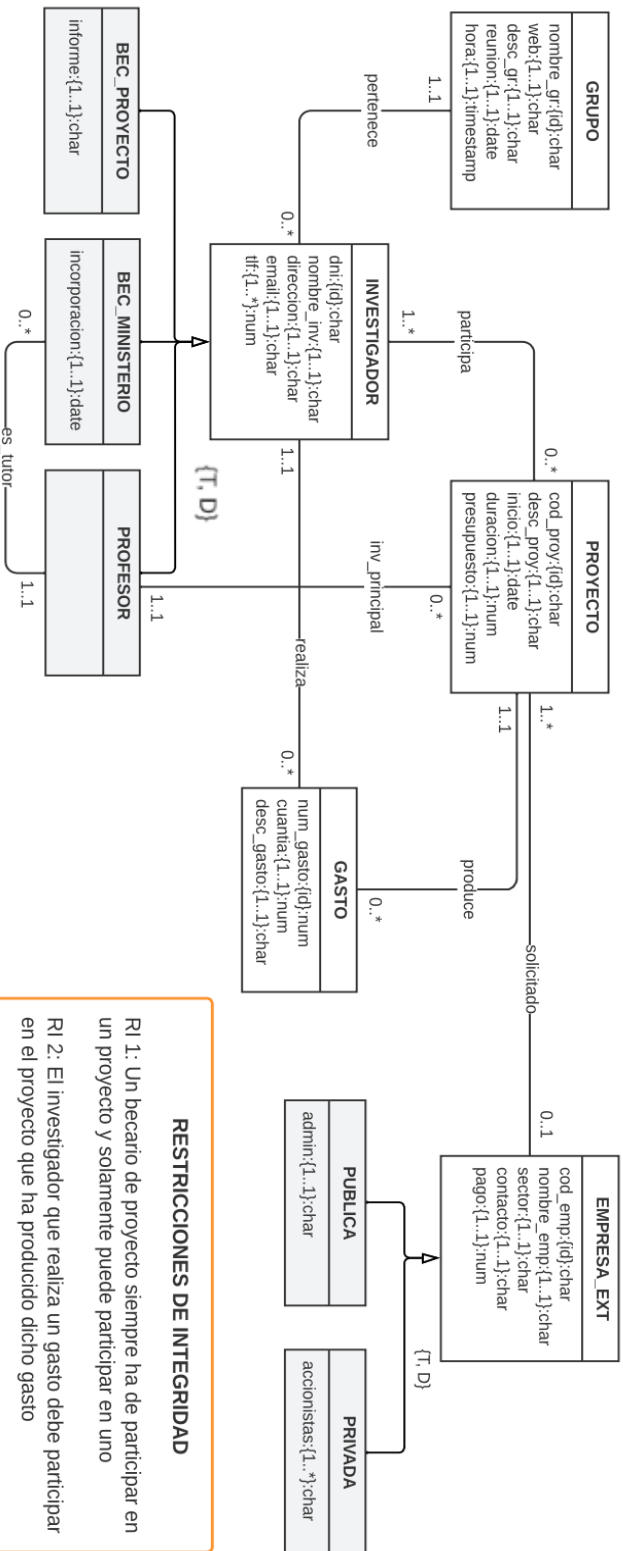 GRUPO
nombre_gr:{id}:char
web:{1..1}:char
desc_gr:{1..1}:char
reunion:{1..1}:date
hora:{1..1}:timestamp
1..1
pertenece
0..*
INVESTIGADOR
dni:{id}:char
nombre_inv:{1..1}:char
direccion:{1..1}:char
email:{1..1}:char
tlf:{1..*}:num
1..*
participa
0..*
PROYECTO
cod_proy:{id}:char
desc_proy:{1..1}:char
inicio:{1..1}:date
duracion:{1..1}:num
presupuesto:{1..1}:num
0..*
inv_principal
1..1
1..1
realiza
0..*
GASTO
num_gasto:{id}:num
cuantia:{1..1}:num
desc_gasto:{1..1}:char
0..*
produce
1..1
1..*
solicitado
0..1
EMPRESA_EXT
cod_emp:{id}:char
nombre_emp:{1..1}:char
sector:{1..1}:char
contacto:{1..1}:char
pago:{1..1}:num
{T, D}
PUBLICA
admin:{1..1}:char
PRIVADA
accionistas:{1..*}:char
{T, D}
BEC_PROYECTO
informe:{1..1}:char
BEC_MINISTERIO
incorporacion:{1..1}:date
PROFESOR
0..*
es_tutor
1..1
RESTRICCIONES DE INTEGRIDAD
RI 1: Un becario de proyecto siempre ha de participar en
un proyecto y solamente puede participar en uno
RI 2: El investigador que realiza un gasto debe participar
en el proyecto que ha producido dicho gasto